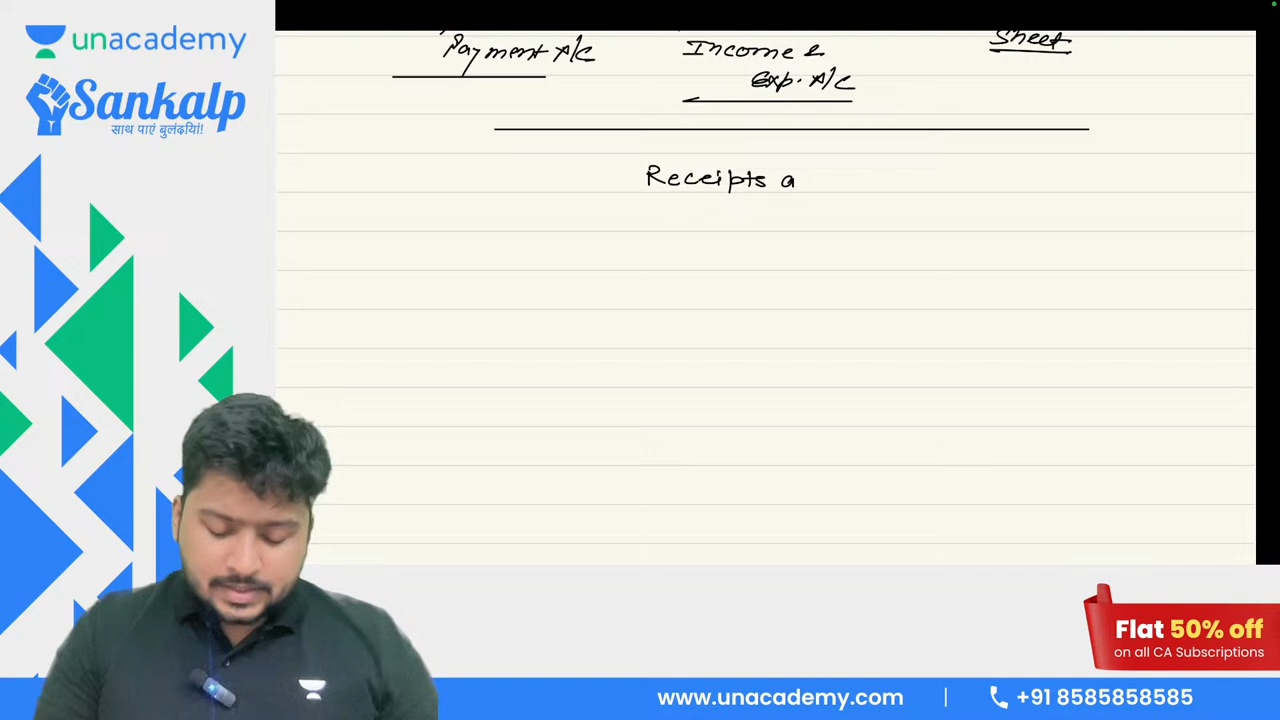 unacademy
Sankalp
साथ पाएं बुलंदियां!
Payment A/C
Income &
Exp. A/C
Sheet
Receipts a
Flat 50% off
on all CA Subscriptions
www.unacademy.com
+91 8585858585